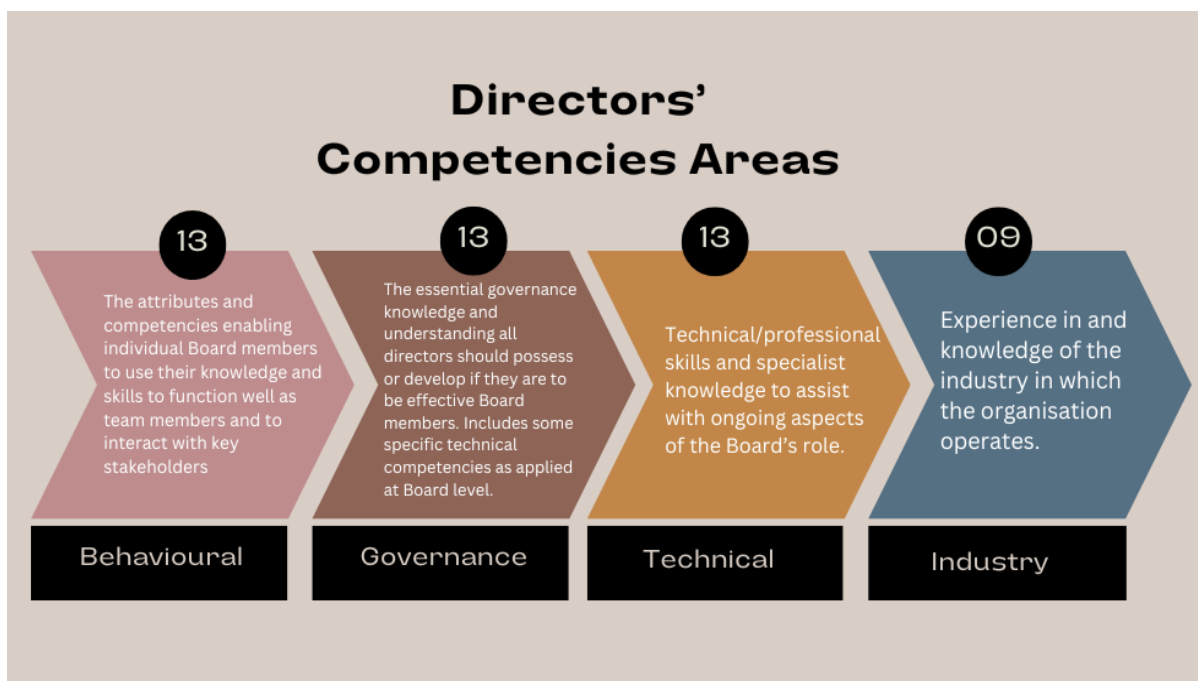 Directors’
Competencies Areas
13
The attributes and
competencies enabling
individual Board members
to use their knowledge and
skills to function well as
team members and to
interact with key
stakeholders
Behavioural
13
The essential governance
knowledge and
understanding all
directors should possess
or develop if they are to
be effective Board
members. Includes some
specific technical
competencies as applied
at Board level.
Governance
13
Technical/professional
skills and specialist
knowledge to assist
with ongoing aspects
of the Board’s role.
Technical
09
Experience in and
knowledge of the
industry in which
the organisation
operates.
Industry